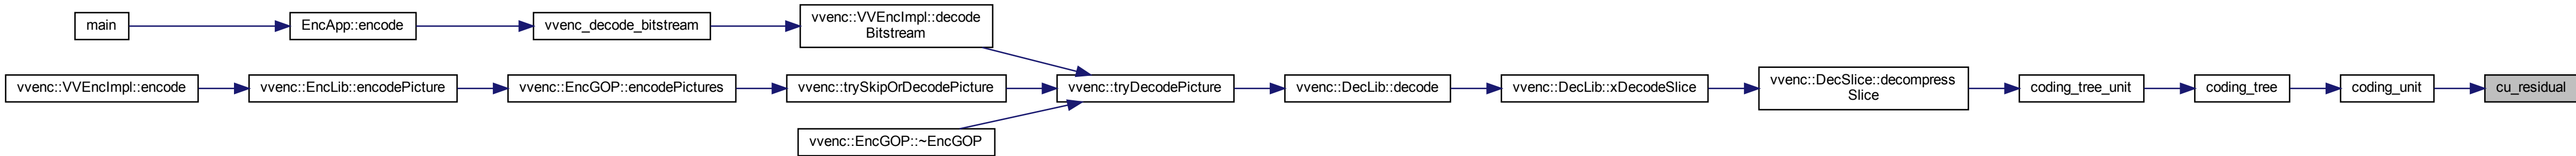 main
EncApp::encode
vvenc_decode_bitstream
vvenc::VVEncImpl::decode
Bitstream
vvenc::VVEncImpl::encode
vvenc::EncLib::encodePicture
vvenc::EncGOP::encodePictures
vvenc::trySkipOrDecodePicture
vvenc::tryDecodePicture
vvenc::DecLib::decode
vvenc::DecLib::xDecodeSlice
vvenc::DecSlice::decompress
Slice
coding_tree_unit
coding_tree
coding_unit
cu_residual
vvenc::EncGOP::~EncGOP